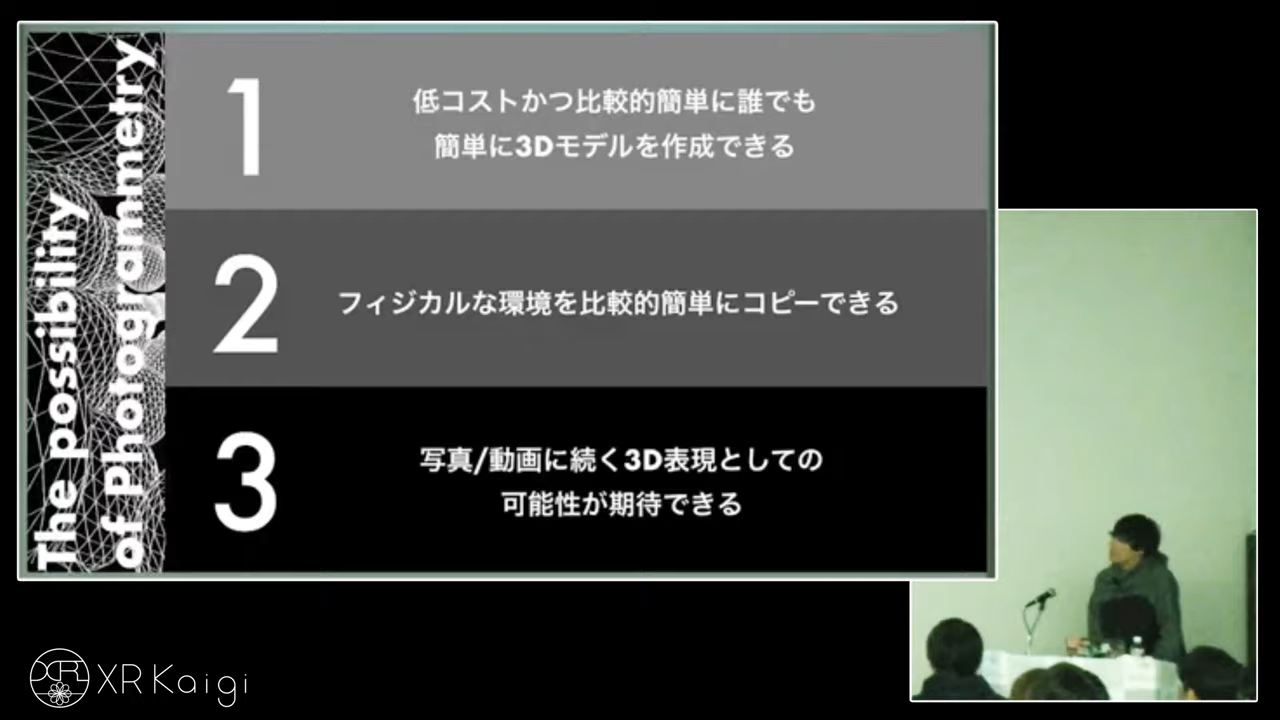 The possibility
of Photogrammetry
1
低コストかつ比較的簡単に誰でも
簡単に3Dモデルを作成できる
2
フィジカルな環境を比較的簡単にコピーできる
3
写真/動画に続く3D表現としての
可能性が期待できる
XR
XR Kaigi